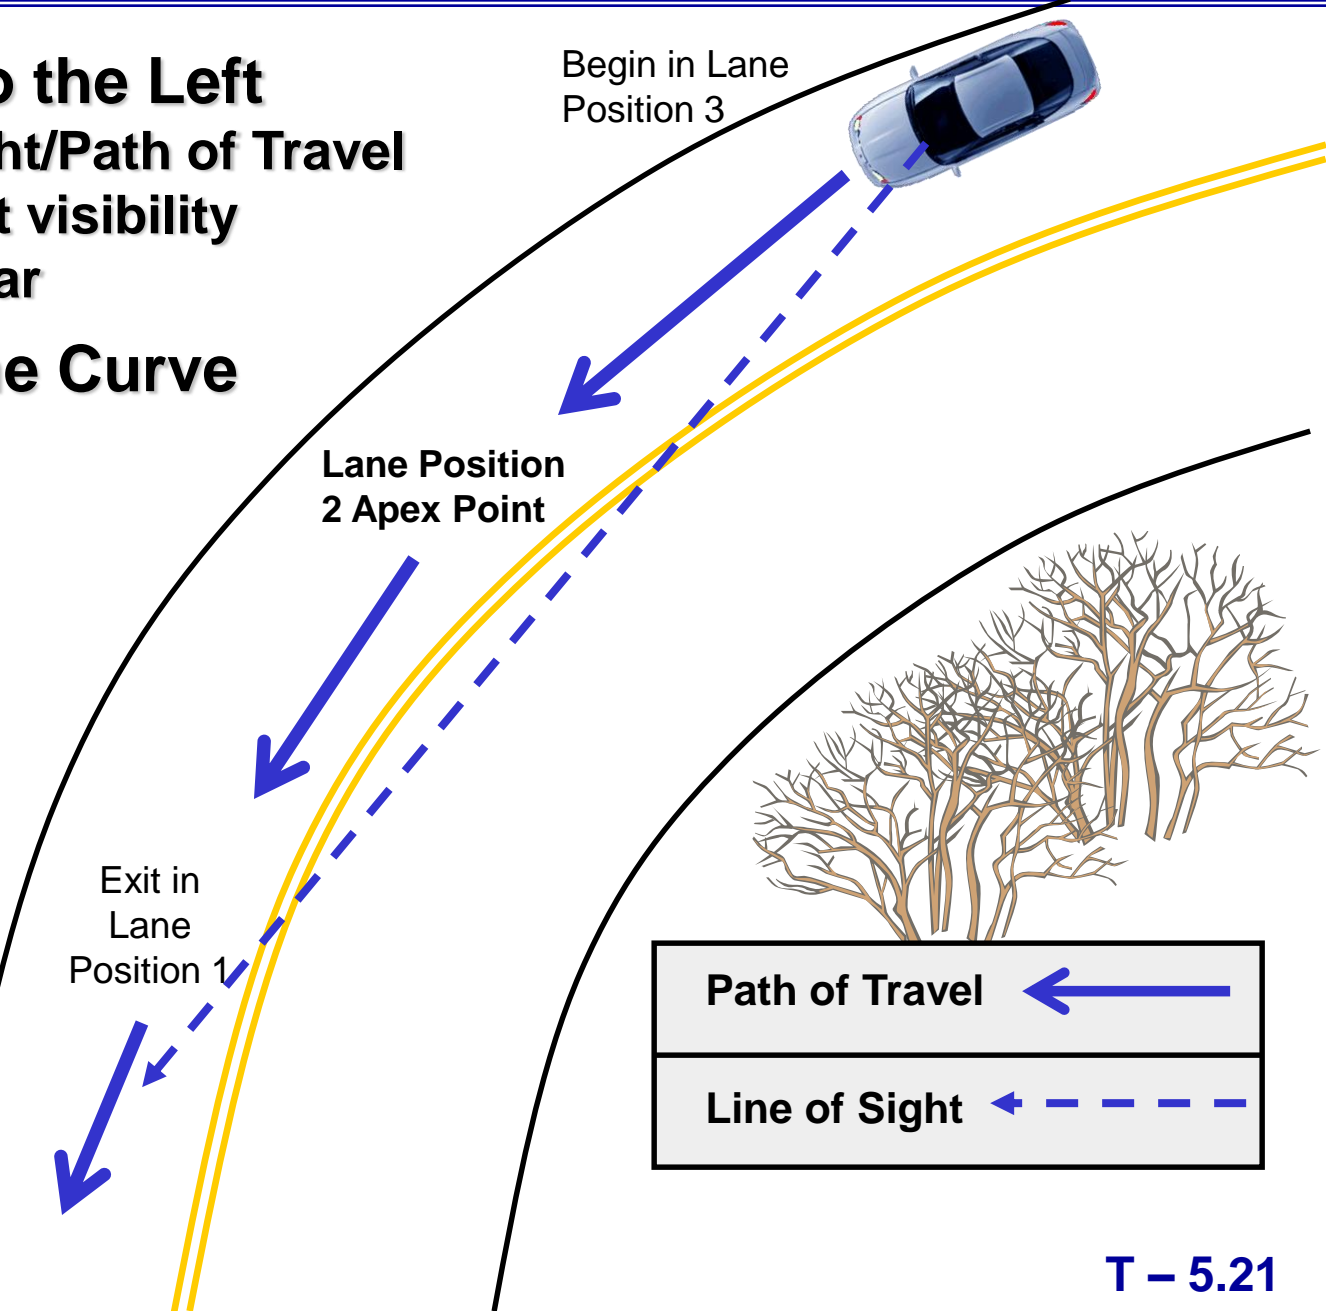 o the Left
ht/Path of Travel
t visibility
ar
e Curve
Begin in Lane
Position 3
Lane Position
2 Apex Point
Exit in
Lane
Position 1
Path of Travel
Line of Sight
T – 5.21